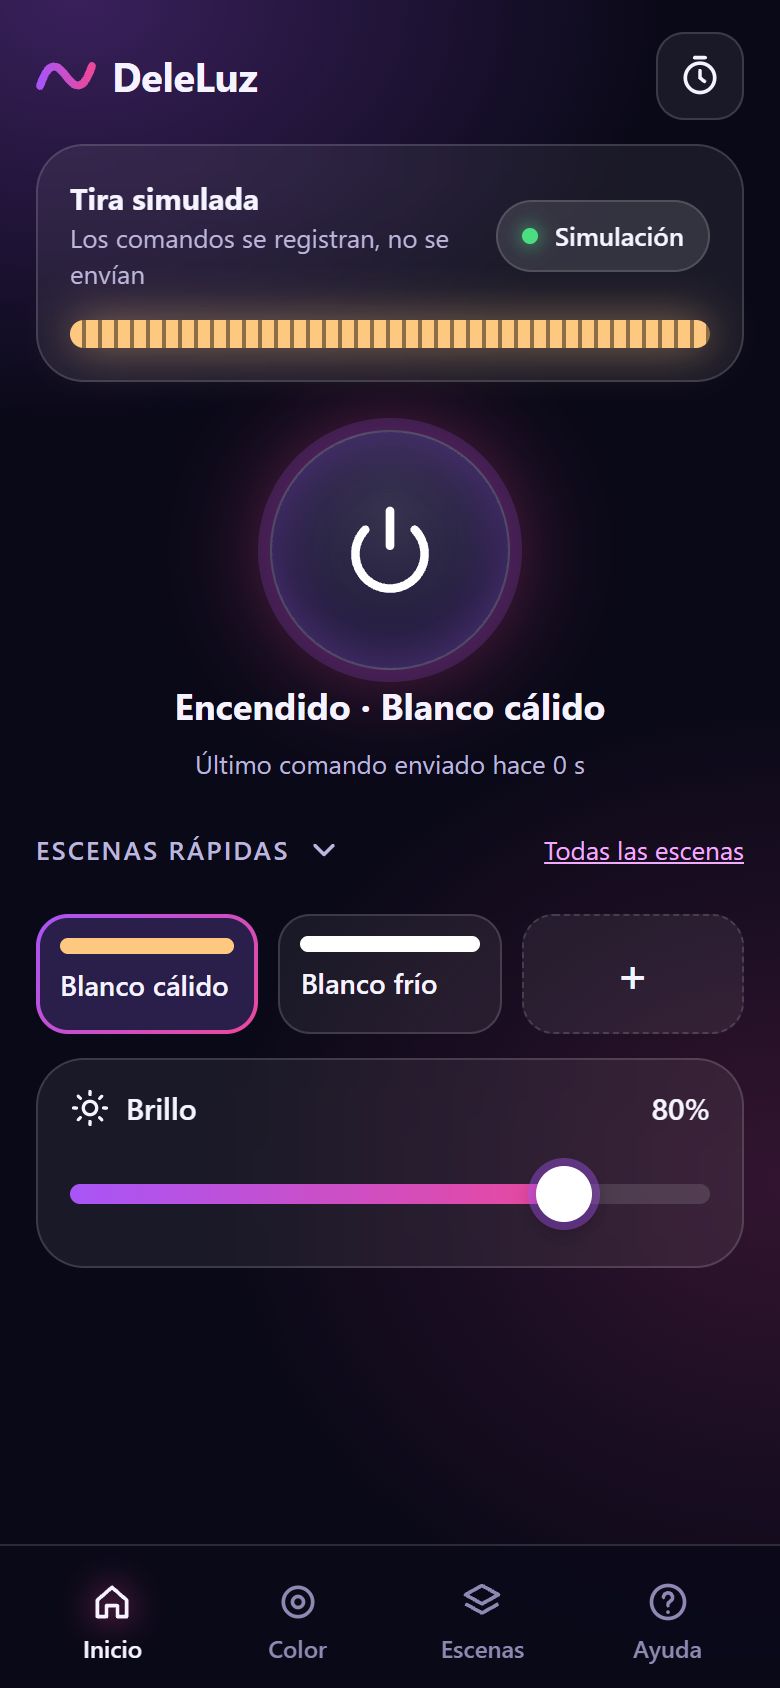 DeleLuz
Tira simulada
Los comandos se registran, no se
envían
Simulación
Encendido · Blanco cálido
Último comando enviado hace 0 s
ESCENAS RÁPIDAS
Todas las escenas
Blanco cálido
Blanco frío
+
Brillo
80%
Inicio
Color
Escenas
Ayuda